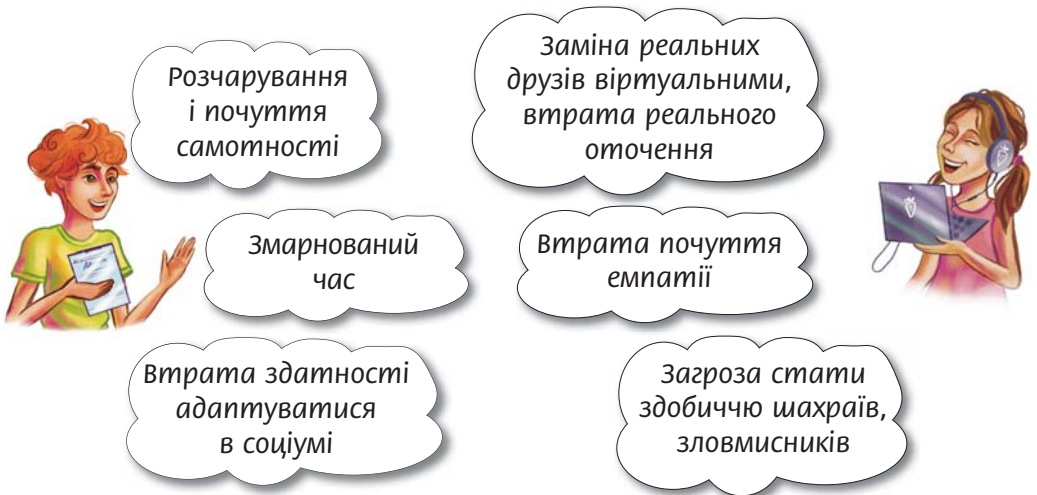 Розчарування
і почуття
самотності
Заміна реальних
друзів віртуальними,
втрата реального
оточення
Змарнований
час
Втрата почуття
емпатії
Втрата здатності
адаптуватися
в соціумі
Загроза стати
здобиччю шахраїв,
зловмисників